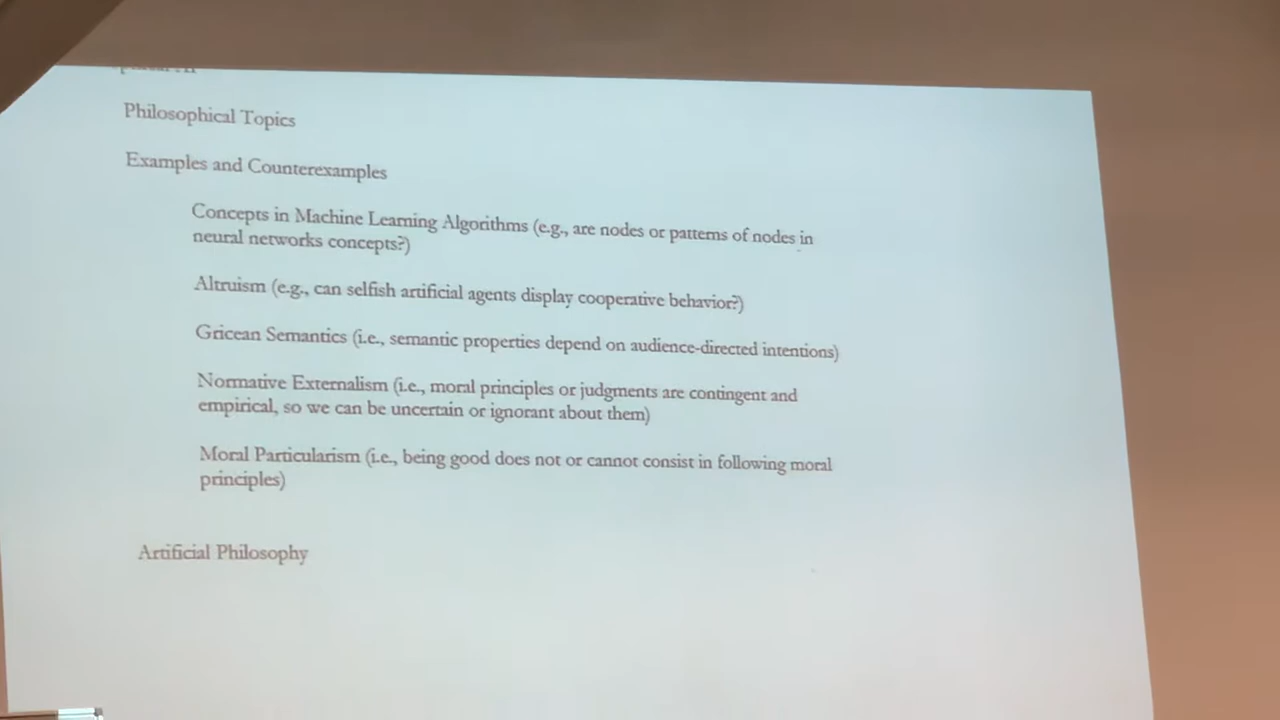 Philosophical Topics
Examples and Counterexamples
Concepts in Machine Learning Algorithms (e.g., are nodes or patterns of nodes in
neural networks concepts?)
Altruism (e.g., can selfish artificial agents display cooperative behavior?)
Gricean Semantics (i.e., semantic properties depend on audience-directed intentions)
Normative Externalism (i.e., moral principles or judgments are contingent and
empirical, so we can be uncertain or ignorant about them)
Moral Particularism (i.e., being good does not or cannot consist in following moral
principles)
Artificial Philosophy